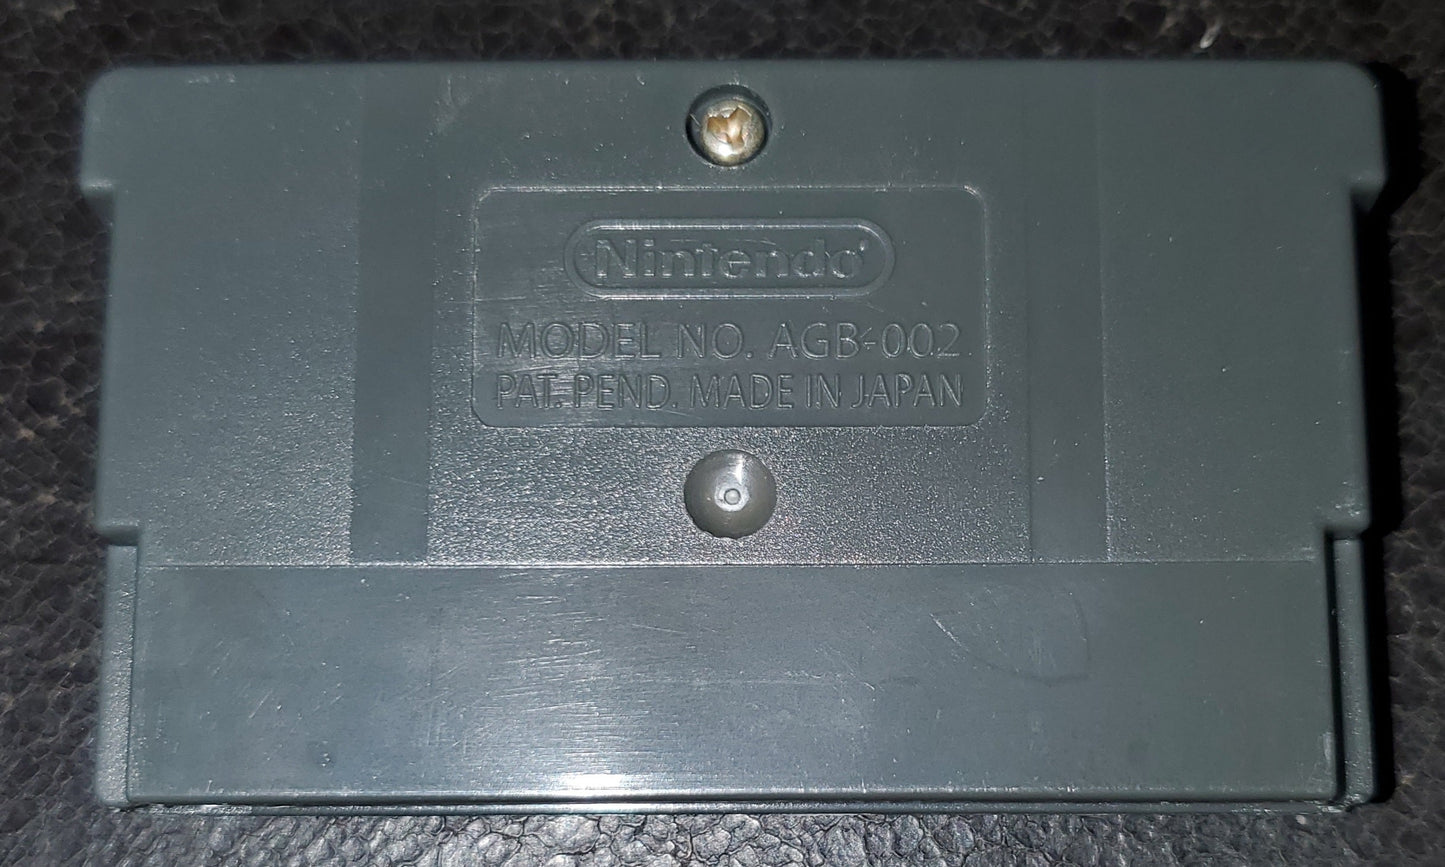 Nintendo
MODEL NO. AGB-002
PAT. PEND. MADE IN JAPAN